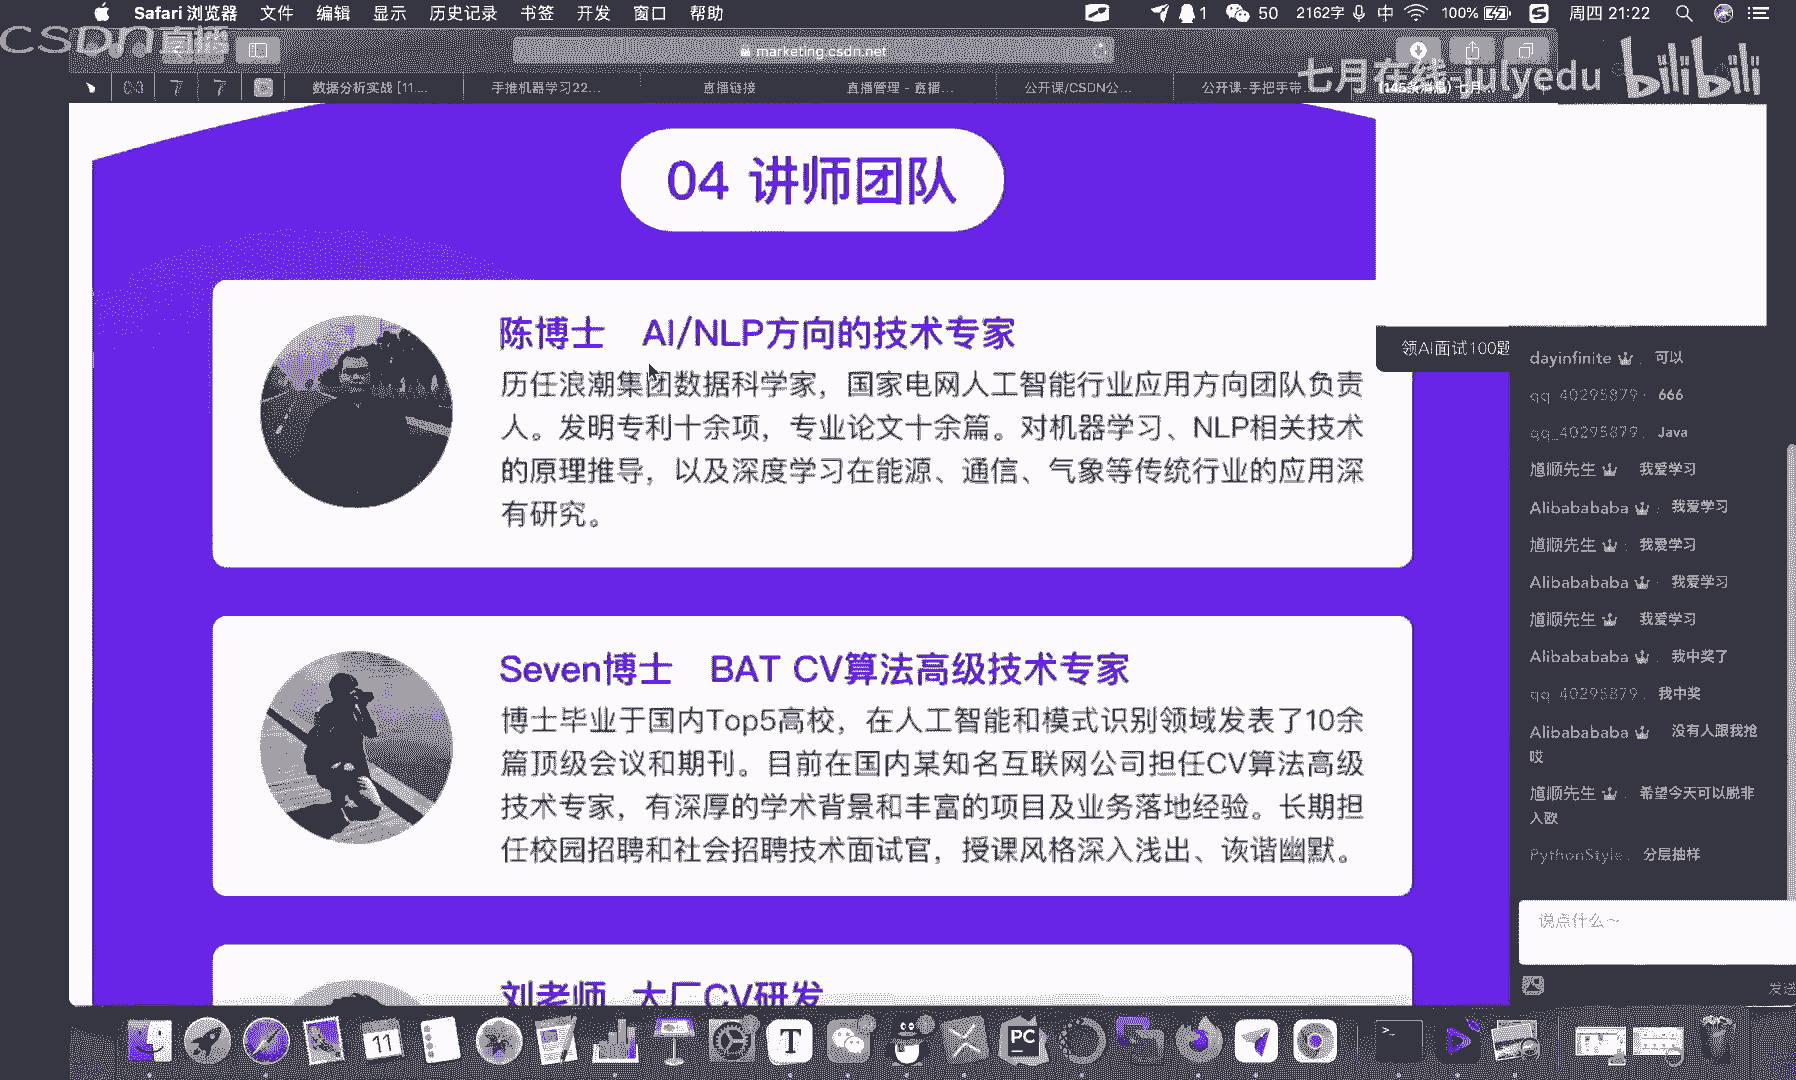 Safari 浏览器 文件 编辑 显示 历史记录 书签 开发 窗口 帮助 1 50 2162字 中 100% 周四 21:22
CSDN直播
marketing.csdn.net
七月在线-julyedu bilibili
数据分析实战 [11.... 手推机器学习22... 直播链接 直播管理 - 直播... 公开课/CSDN公... 公开课-手把手带...
04 讲师团队
陈博士 AI/NLP方向的技术专家
历任浪潮集团数据科学家，国家电网人工智能行业应用方向团队负责
人。发明专利十余项，专业论文十余篇。对机器学习、NLP相关技术
的原理推导，以及深度学习在能源、通信、气象等传统行业的应用深
有研究。
Seven博士 BAT CV算法高级技术专家
博士毕业于国内Top5高校，在人工智能和模式识别领域发表了10余
篇顶级会议和期刊。目前在国内某知名互联网公司担任CV算法高级
技术专家，有深厚的学术背景和丰富的项目及业务落地经验。长期担
任校园招聘和社会招聘技术面试官，授课风格深入浅出、诙谐幽默。
刘老师 大厂CV研发
领AI面试100题
dayinfinite : 可以
qq_40295879 : 666
qq_40295879 : Java
馗顺先生 : 我爱学习
Alibabababa : 我爱学习
馗顺先生 : 我爱学习
Alibabababa : 我爱学习
馗顺先生 : 我爱学习
Alibabababa : 我中奖了
qq_40295879 : 我中奖
Alibabababa : 没有人跟我抢
哎
馗顺先生 : 希望今天可以脱非
入欧
PythonStyle : 分层抽样
说点什么~
发送
11
T
PC